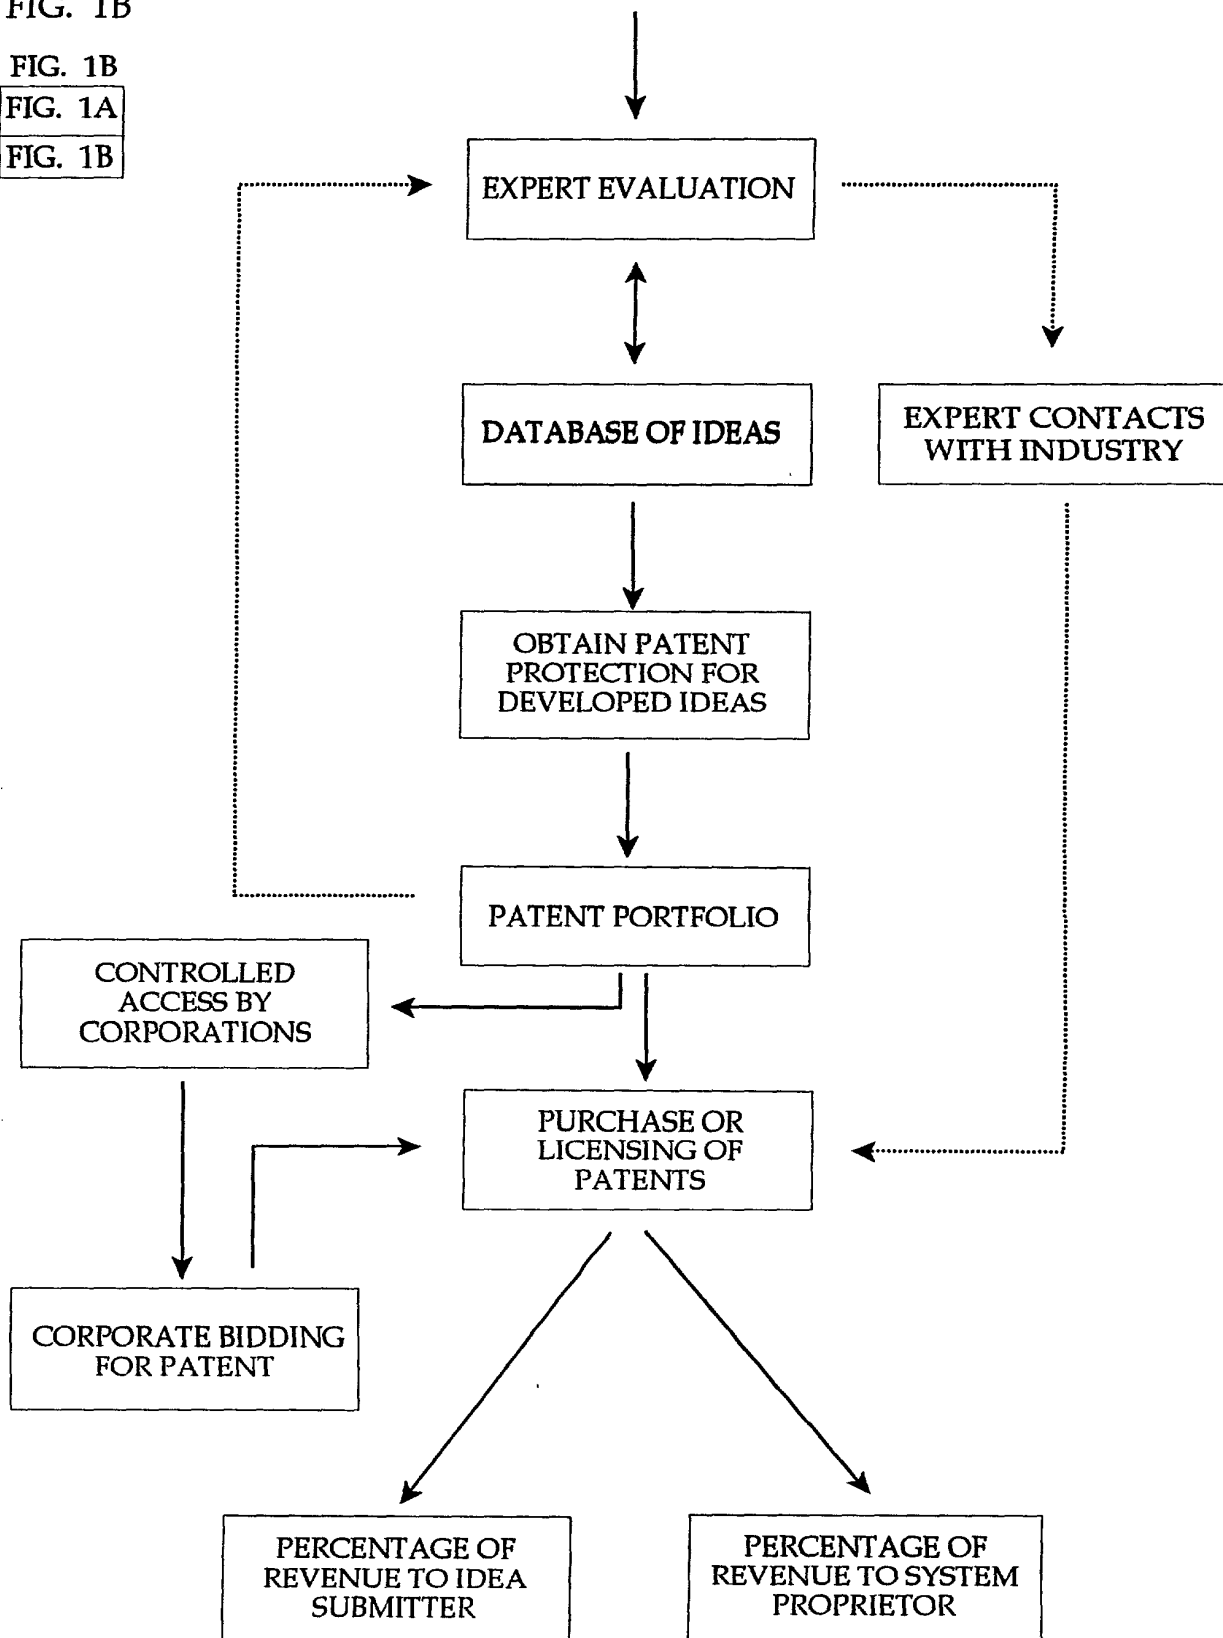 FIG. 1B
FIG. 1B
FIG. 1A
FIG. 1B
EXPERT EVALUATION
DATABASE OF IDEAS
EXPERT CONTACTS
WITH INDUSTRY
OBTAIN PATENT
PROTECTION FOR
DEVELOPED IDEAS
PATENT PORTFOLIO
CONTROLLED
ACCESS BY
CORPORATIONS
PURCHASE OR
LICENSING OF
PATENTS
CORPORATE BIDDING
FOR PATENT
PERCENTAGE OF
REVENUE TO IDEA
SUBMITTER
PERCENTAGE OF
REVENUE TO SYSTEM
PROPRIETOR